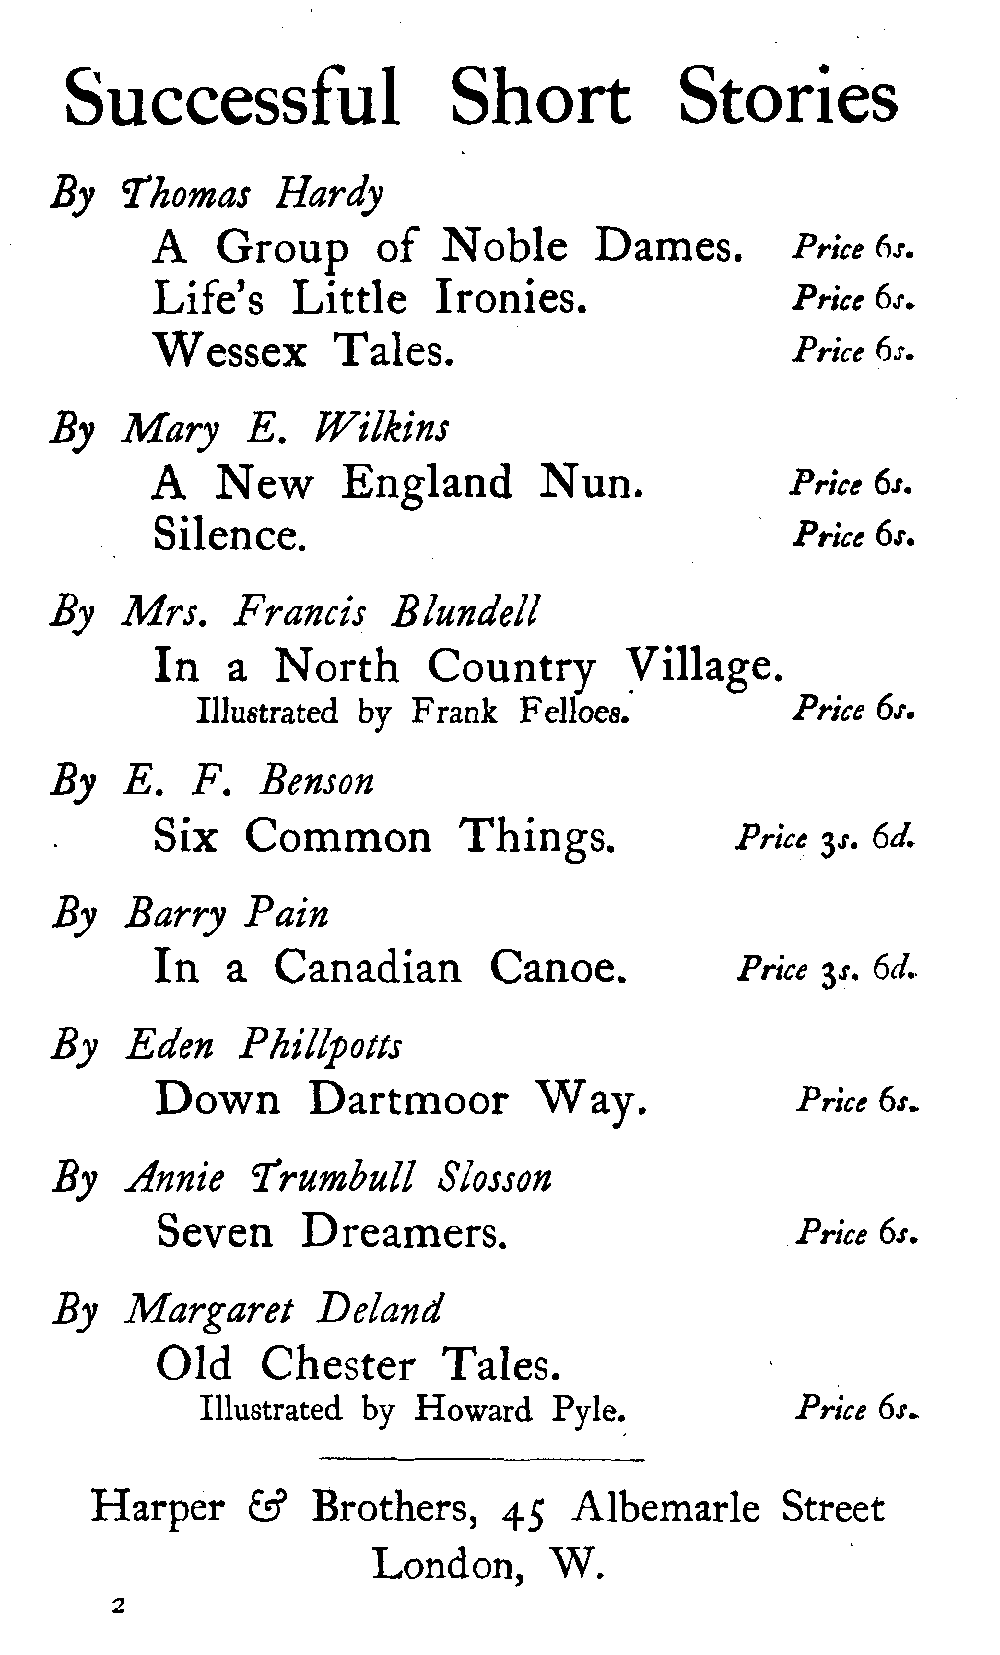 Successful Short Stories
By Thomas Hardy
A Group of Noble Dames. Price 6s.
Life's Little Ironies. Price 6s.
Wessex Tales. Price 6s.
By Mary E. Wilkins
A New England Nun. Price 6s.
Silence. Price 6s.
By Mrs. Francis Blundell
In a North Country Village.
Illustrated by Frank Felloes. Price 6s.
By E. F. Benson
Six Common Things. Price 3s. 6d.
By Barry Pain
In a Canadian Canoe. Price 3s. 6d.
By Eden Phillpotts
Down Dartmoor Way. Price 6s.
By Annie Trumbull Slosson
Seven Dreamers. Price 6s.
By Margaret Deland
Old Chester Tales.
Illustrated by Howard Pyle. Price 6s.
Harper & Brothers, 45 Albemarle Street
London, W.
2